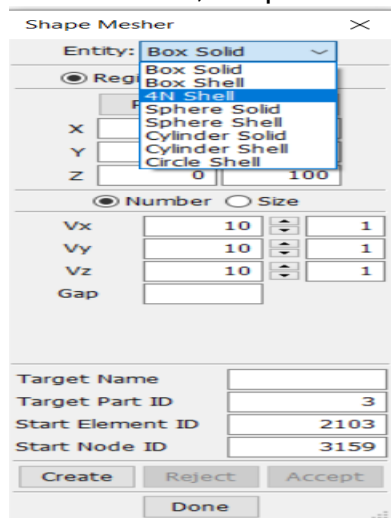 Shape Mesher
Entity: Box Solid
Box Solid
Box Shell
4N Shell
Sphere Solid
Sphere Shell
Cylinder Solid
Cylinder Shell
Circle Shell
X
Y
Z 0 100
Number Size
Vx 10 1
Vy 10 1
Vz 10 1
Gap
Target Name
Target Part ID 3
Start Element ID 2103
Start Node ID 3159
Create Reject Accept
Done